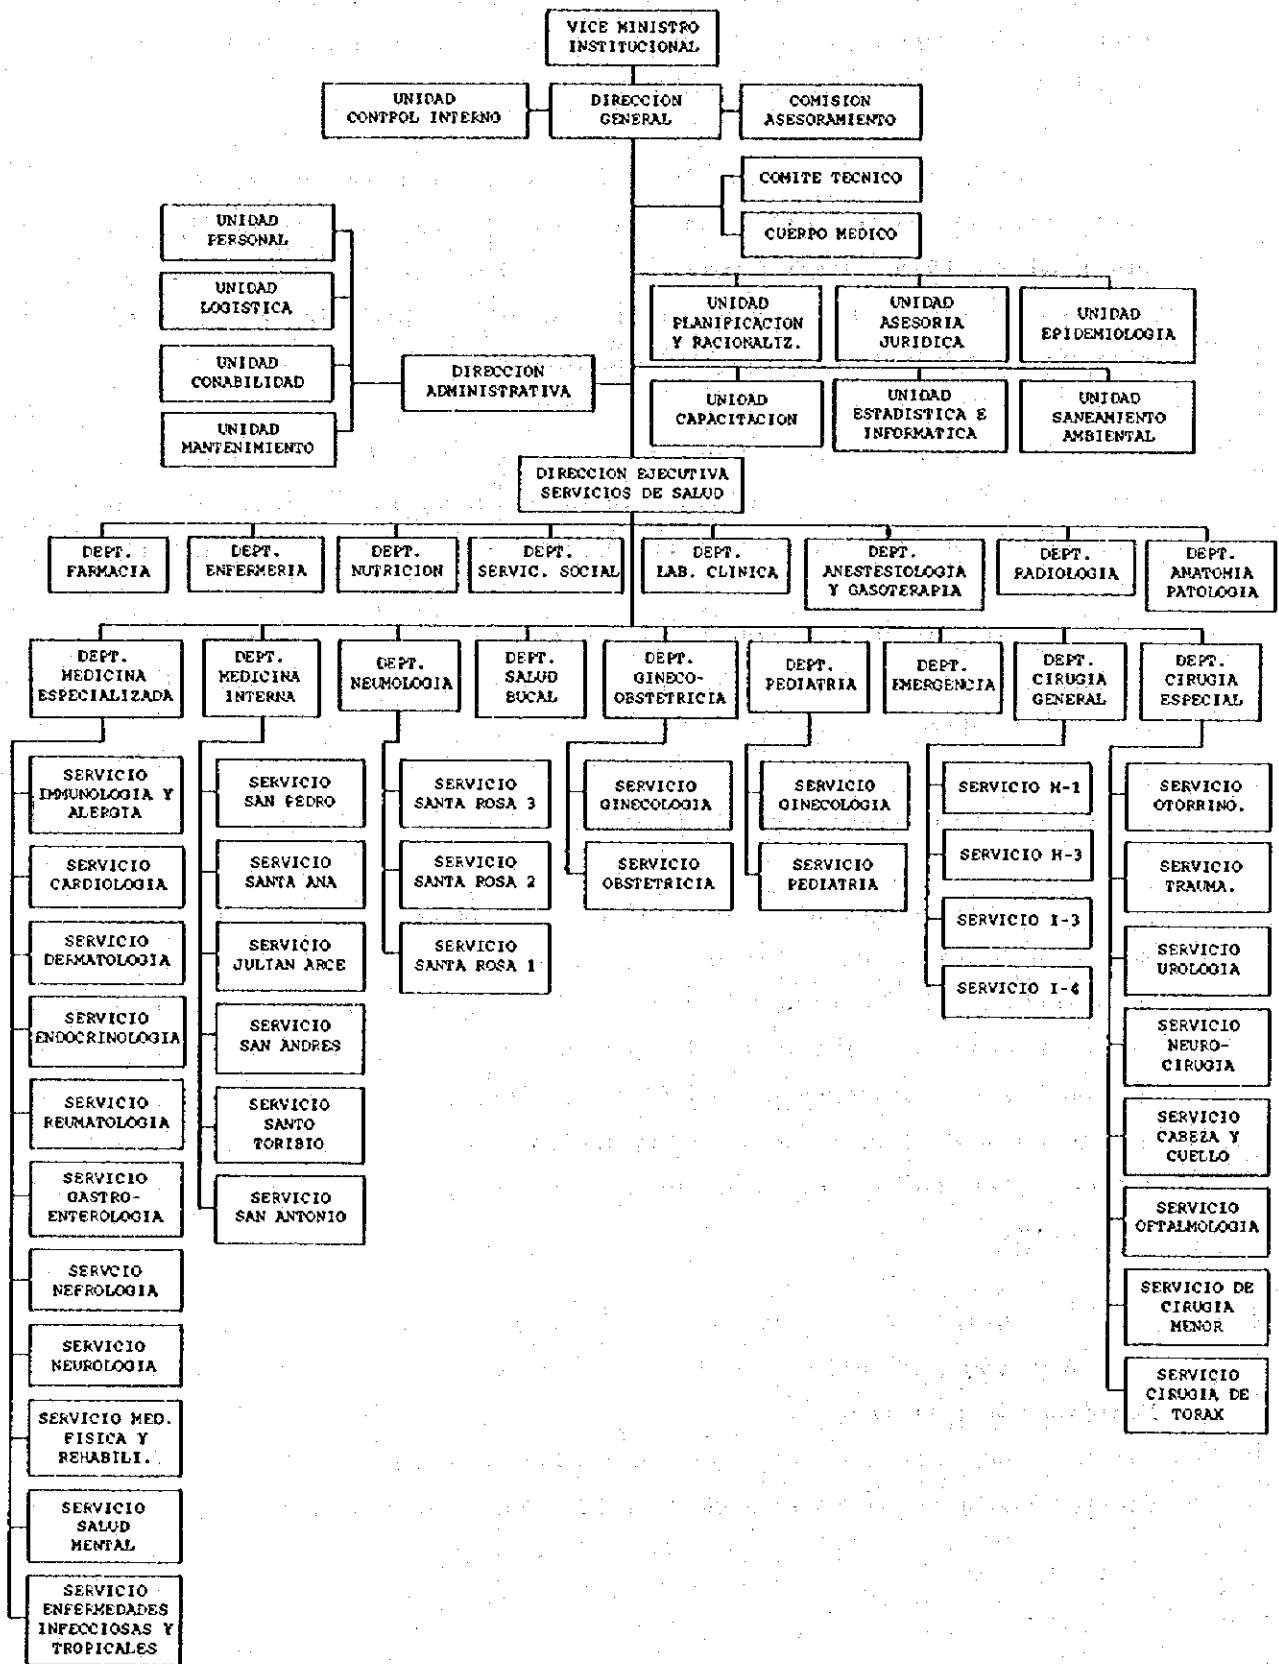 VICE MINISTRO
INSTITUCIONAL
UNIDAD
CONTROL INTERNO
DIRECCION
GENERAL
COMISION
ASESORAMIENTO
COMITE TECNICO
CUERPO MEDICO
UNIDAD
PERSONAL
UNIDAD
LOGISTICA
UNIDAD
CONABILIDAD
UNIDAD
MANTENIMIENTO
DIRECCION
ADMINISTRATIVA
UNIDAD
PLANIFICACION
Y RACIONALIZ.
UNIDAD
ASESORIA
JURIDICA
UNIDAD
EPIDEMIOLOGIA
UNIDAD
CAPACITACION
UNIDAD
ESTADISTICA E
INFORMATICA
UNIDAD
SANEAMIENTO
AMBIENTAL
DIRECCION EJECUTIVA
SERVICIOS DE SALUD
DEPT.
FARMACIA
DEPT.
ENFERMERIA
DEPT.
NUTRICION
DEPT.
SERVIC. SOCIAL
DEPT.
LAB. CLINICA
DEPT.
ANESTESIOLOGIA
Y GASOTERAPIA
DEPT.
RADIOLOGIA
DEPT.
ANATOMIA
PATOLOGIA
DEPT.
MEDICINA
ESPECIALIZADA
DEPT.
MEDICINA
INTERNA
DEPT.
NEUMOLOGIA
DEPT.
SALUD
BUCAL
DEPT.
GINECO-
OBSTETRICIA
DEPT.
PEDIATRIA
DEPT.
EMERGENCIA
DEPT.
CIRUGIA
GENERAL
DEPT.
CIRUGIA
ESPECIAL
SERVICIO
IMMUNOLOGIA Y
ALERGIA
SERVICIO
CARDIOLOGIA
SERVICIO
DERMATOLOGIA
SERVICIO
ENDOCRINOLOGIA
SERVICIO
REUMATOLOGIA
SERVICIO
GASTRO-
ENTEROLOGIA
SERVCIO
NEFROLOGIA
SERVICIO
NEUROLOGIA
SERVICIO MED.
FISICA Y
REHABILI.
SERVICIO
SALUD
MENTAL
SERVICIO
ENFERMEDADES
INFECCIOSAS Y
TROPICALES
SERVICIO
SAN PEDRO
SERVICIO
SANTA ANA
SERVICIO
JULIAN ARCE
SERVICIO
SAN ANDRES
SERVICIO
SANTO
TORIBIO
SERVICIO
SAN ANTONIO
SERVICIO
SANTA ROSA 3
SERVICIO
SANTA ROSA 2
SERVICIO
SANTA ROSA 1
SERVICIO
GINECOLOGIA
SERVICIO
OBSTETRICIA
SERVICIO
GINECOLOGIA
SERVICIO
PEDIATRIA
SERVICIO H-1
SERVICIO H-3
SERVICIO I-3
SERVICIO I-4
SERVICIO
OTORRINO.
SERVICIO
TRAUMA.
SERVICIO
UROLOGIA
SERVICIO
NEURO-
CIRUGIA
SERVICIO
CABEZA Y
CUELLO
SERVICIO
OFTALMOLOGIA
SERVICIO DE
CIRUGIA
MENOR
SERVICIO
CIRUGIA DE
TORAX